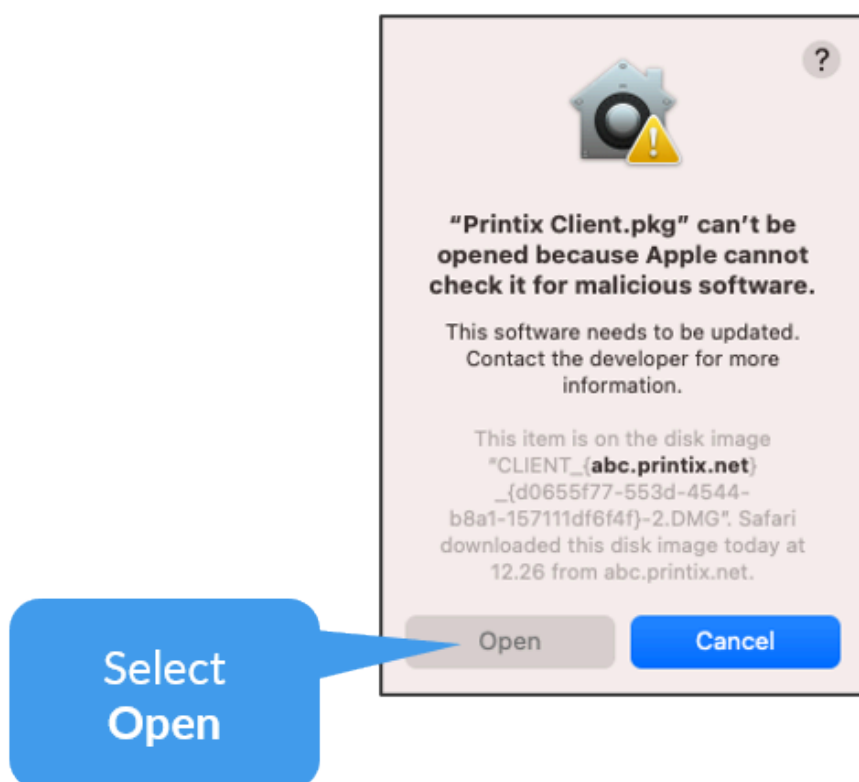 ?
“Printix Client.pkg” can’t be
opened because Apple cannot
check it for malicious software.
This software needs to be updated.
Contact the developer for more
information.
This item is on the disk image
“CLIENT_{abc.printix.net}
_{d0655f77-553d-4544-
b8a1-157111df6f4f}-2.DMG”. Safari
downloaded this disk image today at
12.26 from abc.printix.net.
Open
Cancel
Select
Open